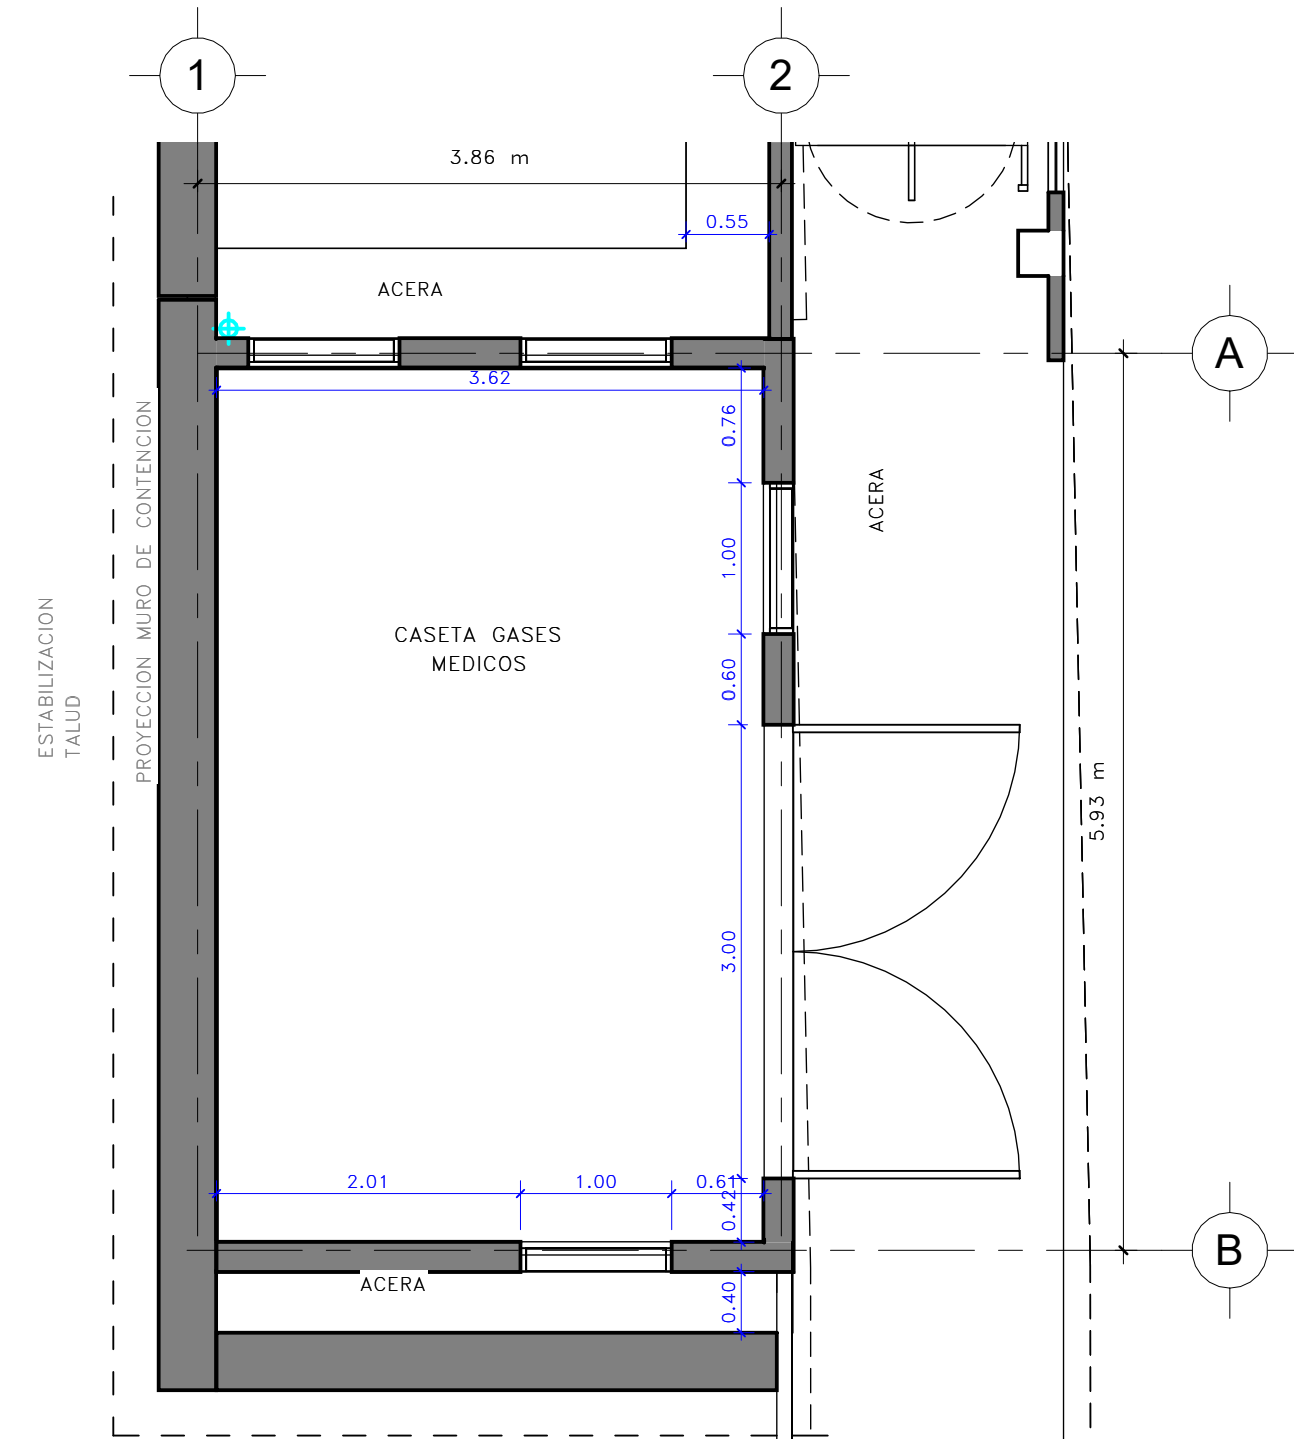 1
2
3.86 m
0.55
ACERA
A
3.62
0.76
ACERA
PROYECCION MURO DE CONTENCION
1.00
ESTABILIZACION
TALUD
CASETA GASES
MEDICOS
0.60
5.93 m
3.00
2.01
1.00
0.61
0.42
B
ACERA
0.40